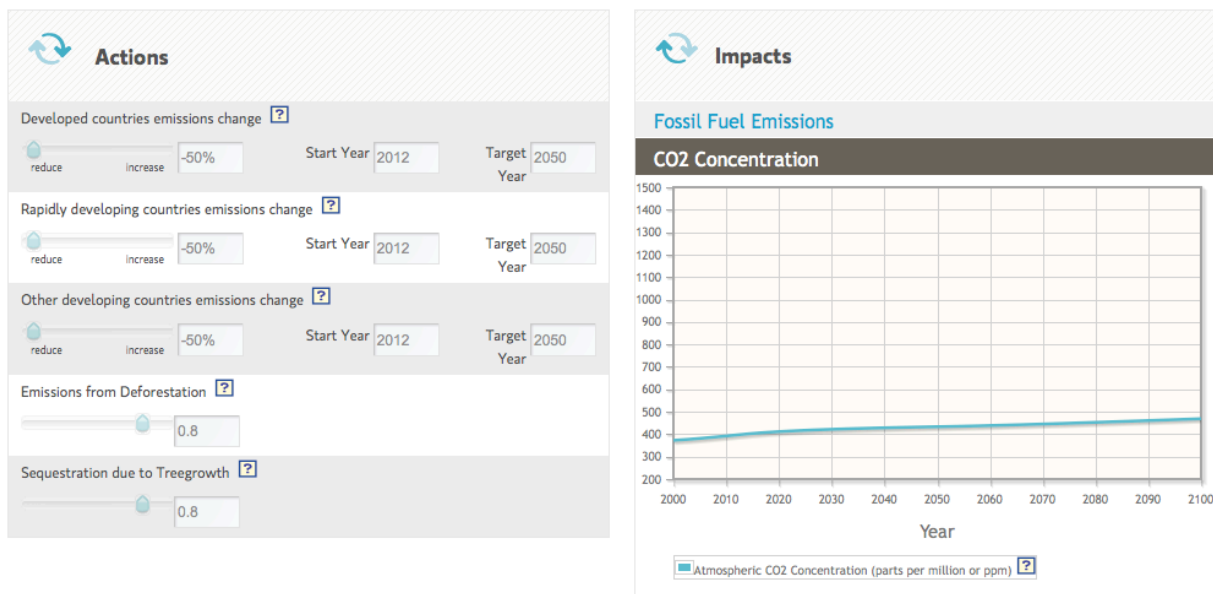 Actions
Developed countries emissions change ?
reduce increase -50% Start Year 2012 Target Year 2050
Rapidly developing countries emissions change ?
reduce increase -50% Start Year 2012 Target Year 2050
Other developing countries emissions change ?
reduce increase -50% Start Year 2012 Target Year 2050
Emissions from Deforestation ?
0.8
Sequestration due to Treegrowth ?
0.8
Impacts
Fossil Fuel Emissions
CO2 Concentration
1500
1400
1300
1200
1100
1000
900
800
700
600
500
400
300
200
2000 2010 2020 2030 2040 2050 2060 2070 2080 2090 2100
Year
Atmospheric CO2 Concentration (parts per million or ppm) ?